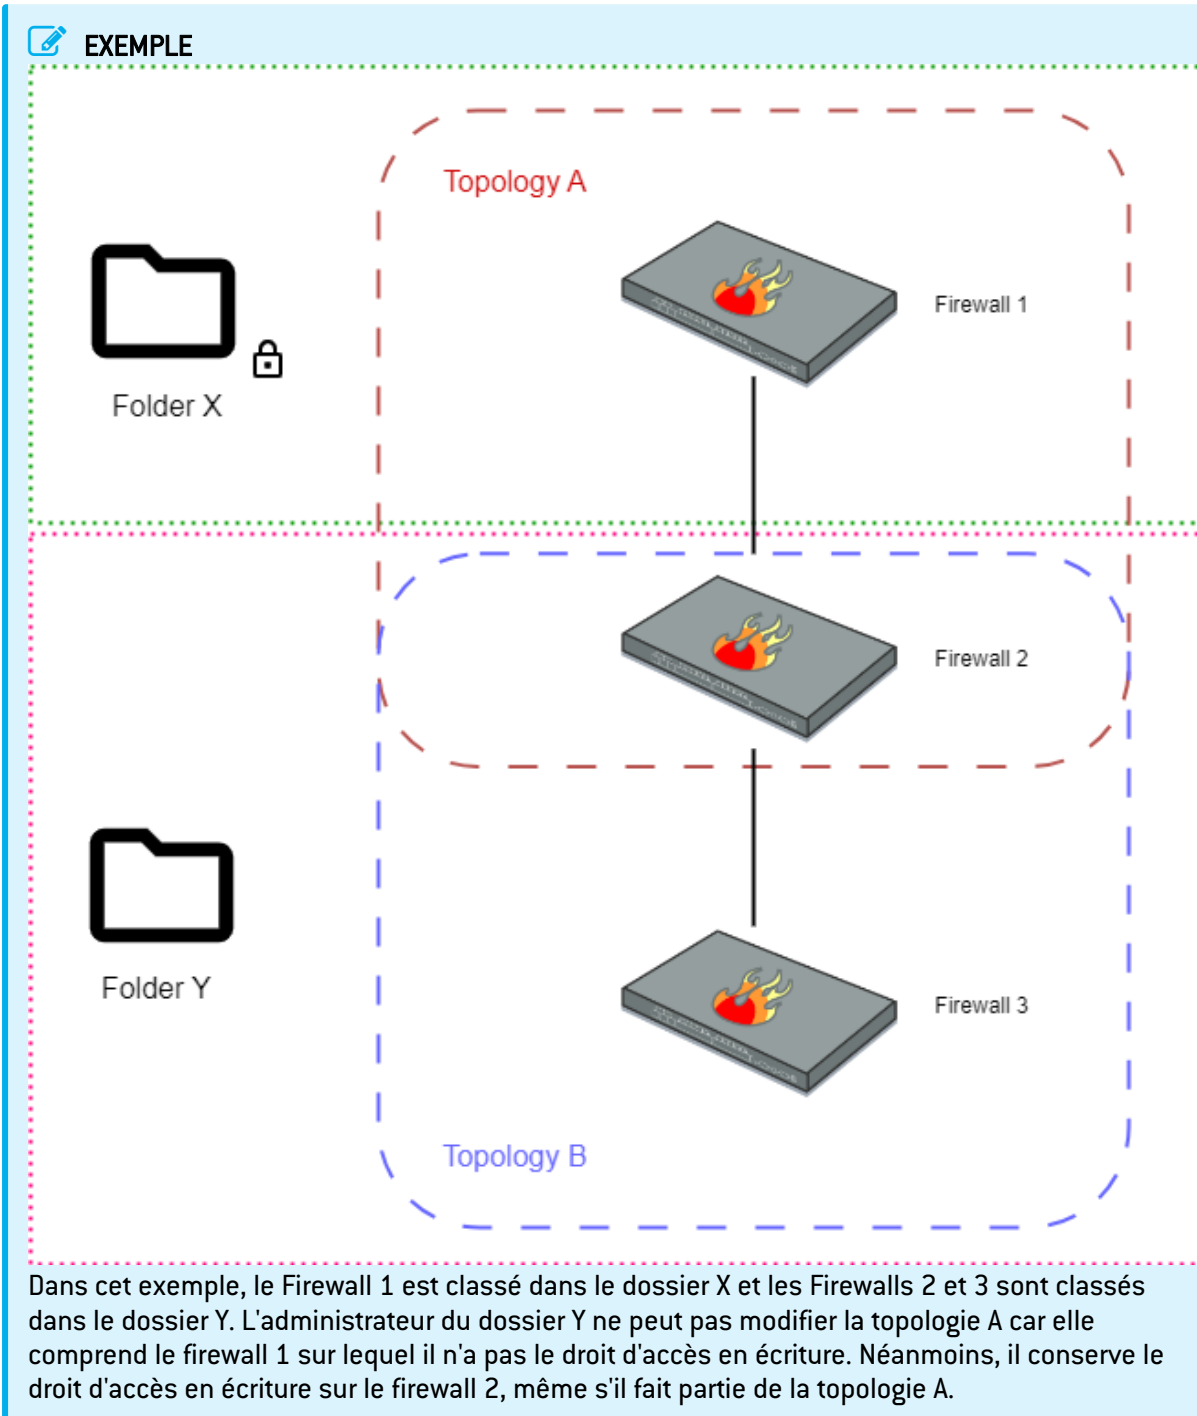 EXEMPLE
Topology A
Firewall 1
Folder X
Firewall 2
Folder Y
Firewall 3
Topology B
Dans cet exemple, le Firewall 1 est classé dans le dossier X et les Firewalls 2 et 3 sont classés
dans le dossier Y. L'administrateur du dossier Y ne peut pas modifier la topologie A car elle
comprend le firewall 1 sur lequel il n'a pas le droit d'accès en écriture. Néanmoins, il conserve le
droit d'accès en écriture sur le firewall 2, même s'il fait partie de la topologie A.